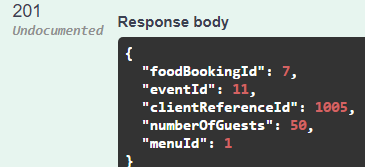 201
Undocumented
Response body
{
"foodBookingId": 7,
"eventId": 11,
"clientReferenceId": 1005,
"numberOfGuests": 50,
"menuId": 1
}